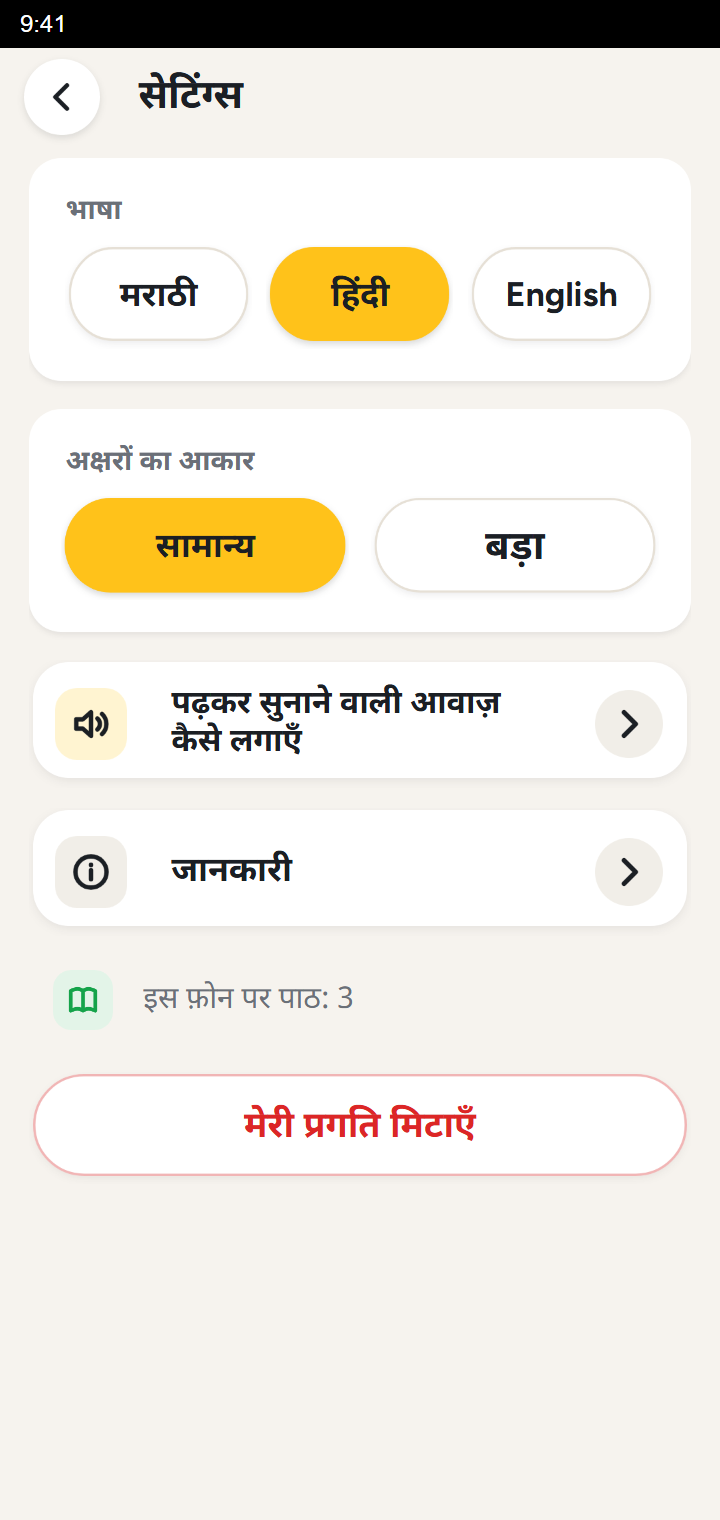 9:41
सेटिंग्स
भाषा
मराठी
हिंदी
English
अक्षरों का आकार
सामान्य
बड़ा
पढ़कर सुनाने वाली आवाज़
कैसे लगाएँ
जानकारी
इस फ़ोन पर पाठ: 3
मेरी प्रगति मिटाएँ